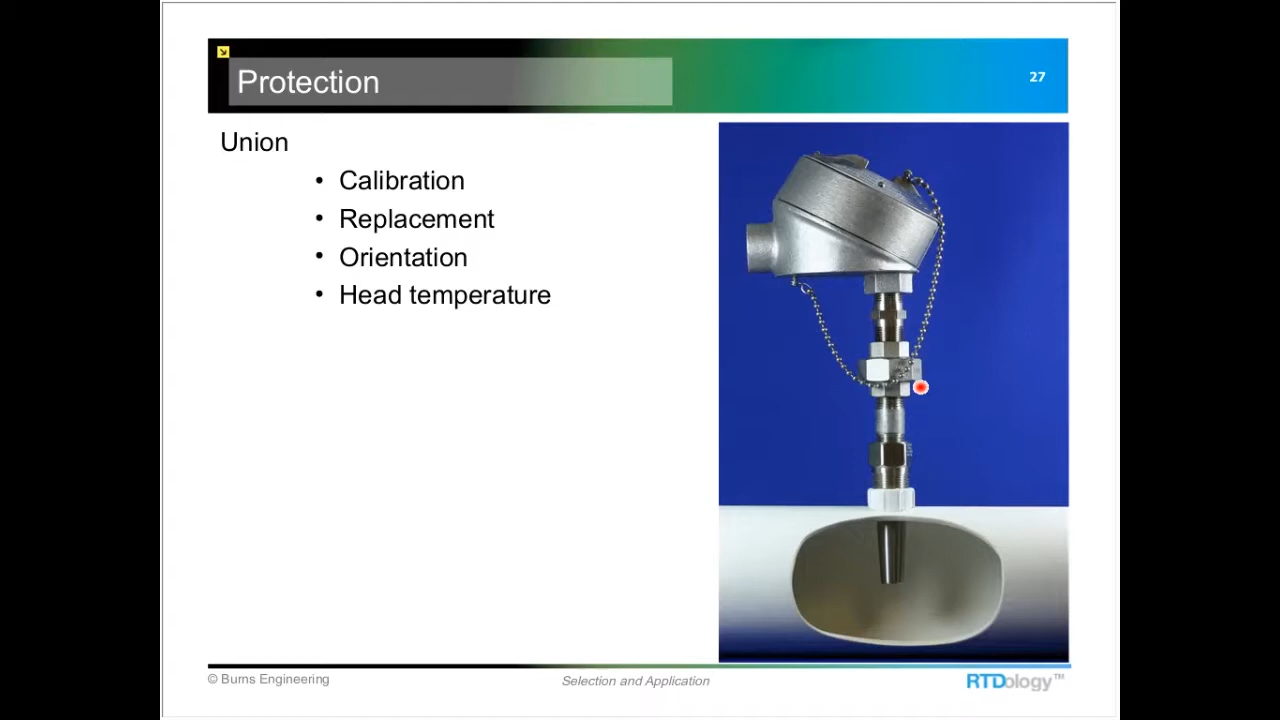 Protection
27
Union
• Calibration
• Replacement
• Orientation
• Head temperature
© Burns Engineering
Selection and Application
RTDology™